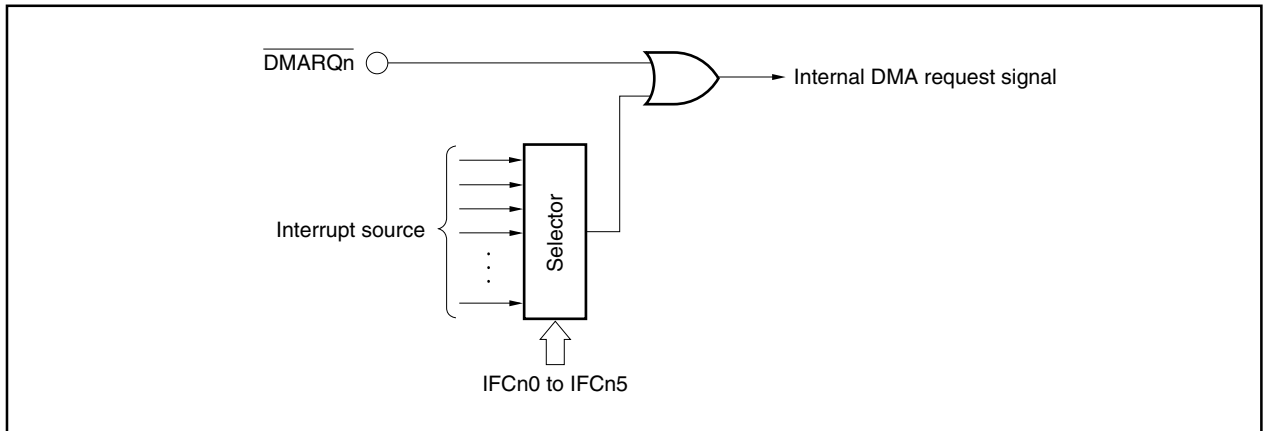 DMARQn
Internal DMA request signal
Interrupt source
Selector
IFCn0 to IFCn5